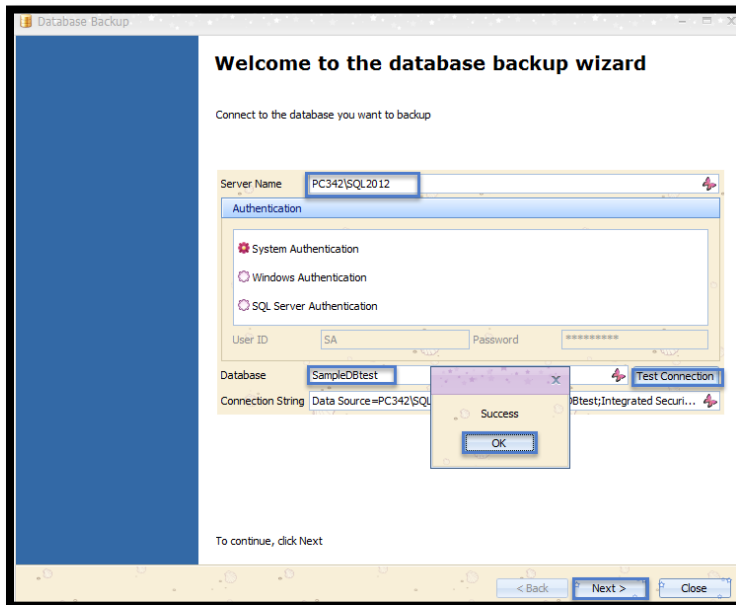 Database Backup
Welcome to the database backup wizard
Connect to the database you want to backup
Server Name PC342\SQL2012
Authentication
System Authentication
Windows Authentication
SQL Server Authentication
User ID SA Password *********
Database SampleDBtest Test Connection
Connection String Data Source=PC342\SQL DBtest;Integrated Securi...
Success
OK
To continue, click Next
< Back Next > Close